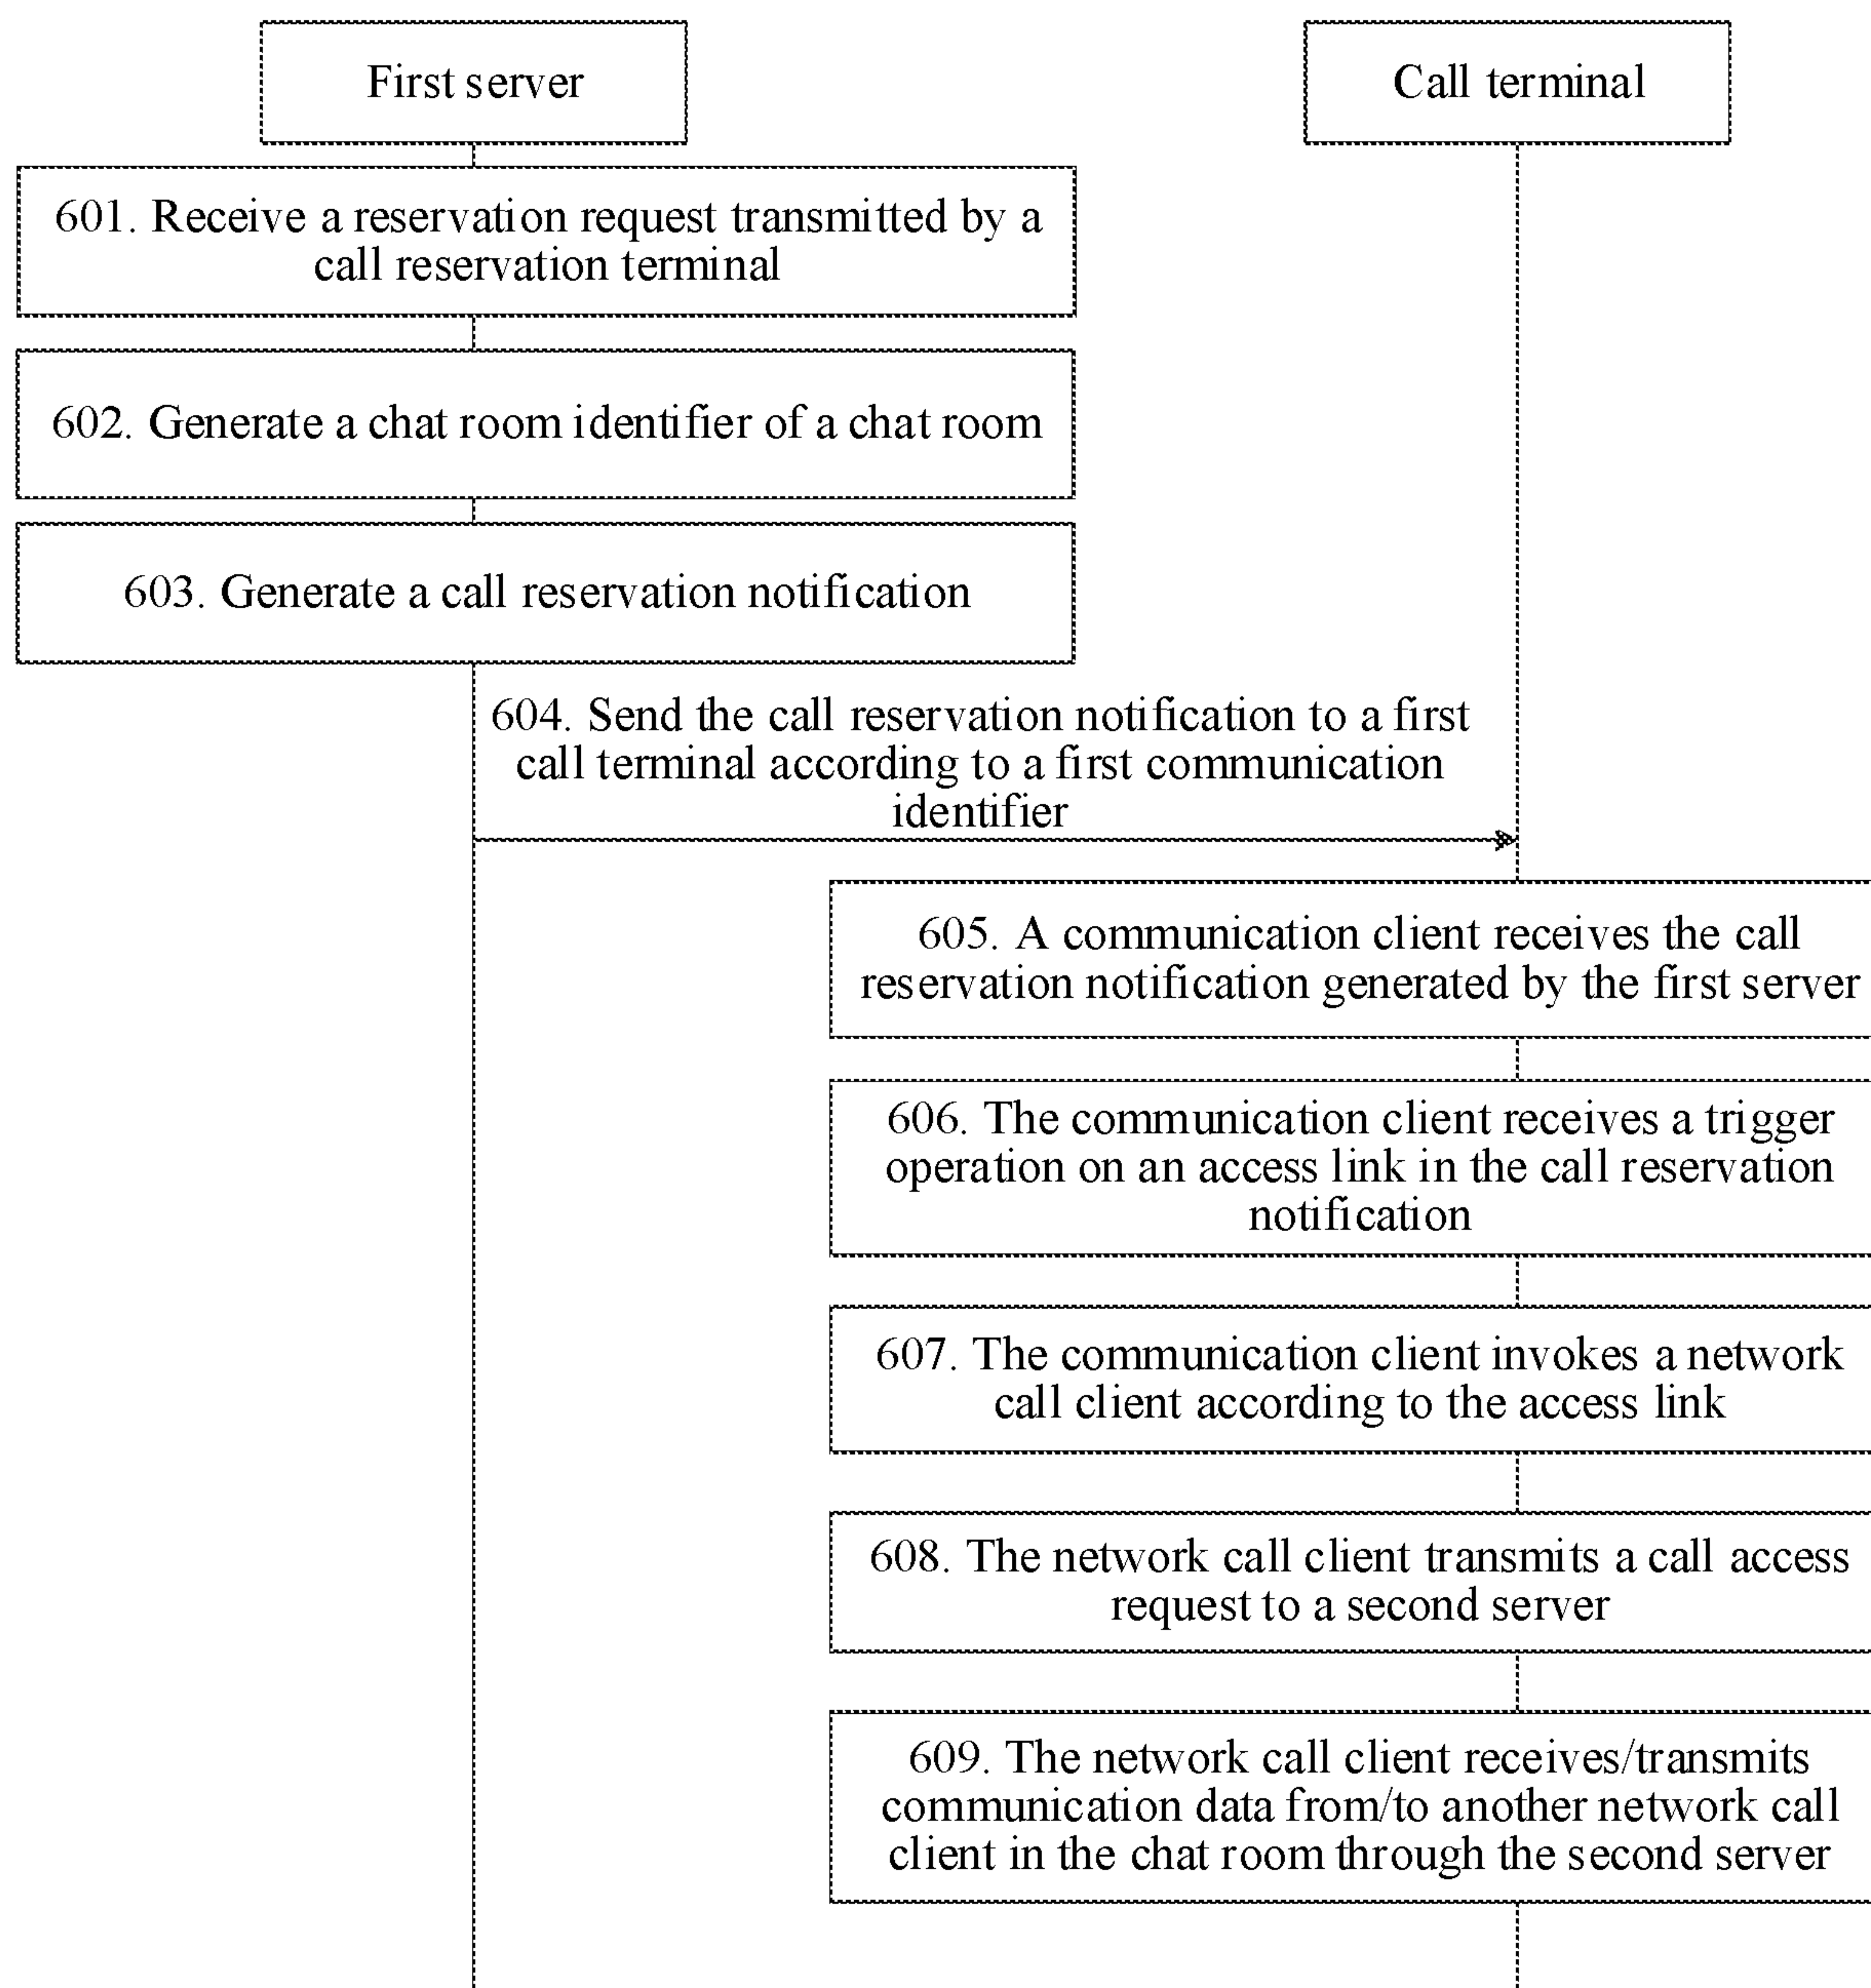 First server
Call terminal
601. Receive a reservation request transmitted by a
call reservation terminal
602. Generate a chat room identifier of a chat room
603. Generate a call reservation notification
604. Send the call reservation notification to a first
call terminal according to a first communication
identifier
605. A communication client receives the call
reservation notification generated by the first server
606. The communication client receives a trigger
operation on an access link in the call reservation
notification
607. The communication client invokes a network
call client according to the access link
608. The network call client transmits a call access
request to a second server
609. The network call client receives/transmits
communication data from/to another network call
client in the chat room through the second server